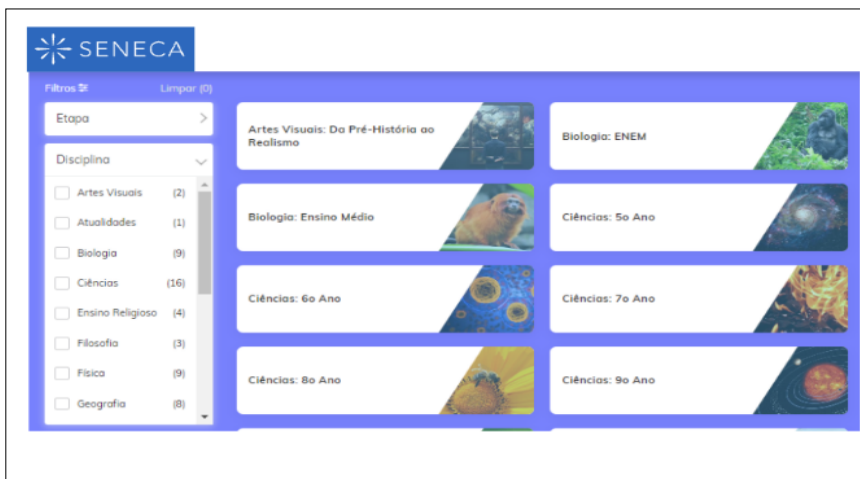 SENECA
Filtros Limpar (0)
Etapa
Disciplina
Artes Visuais (2)
Atualidades (1)
Biologia (9)
Ciências (16)
Ensino Religioso (4)
Filosofia (3)
Física (9)
Geografia (8)
Artes Visuais: Da Pré-História ao
Realismo
Biologia: ENEM
Biologia: Ensino Médio
Ciências: 5o Ano
Ciências: 6o Ano
Ciências: 7o Ano
Ciências: 8o Ano
Ciências: 9o Ano